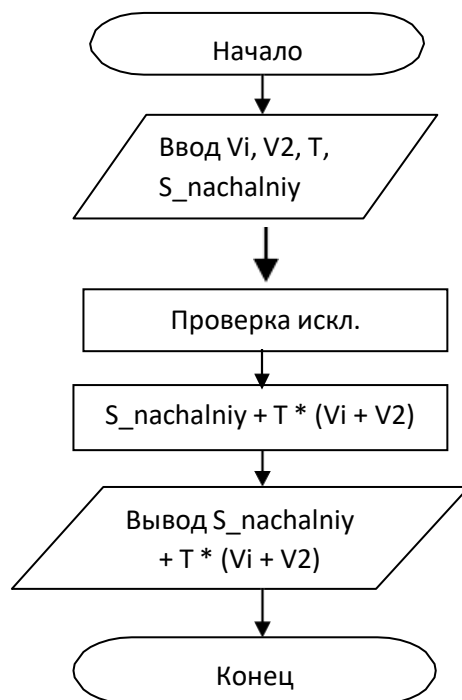 Начало
Ввод Vi, V2, T,
S_nachalniy
Проверка искл.
S_nachalniy + T * (Vi + V2)
Вывод S_nachalniy
+ T * (Vi + V2)
Конец